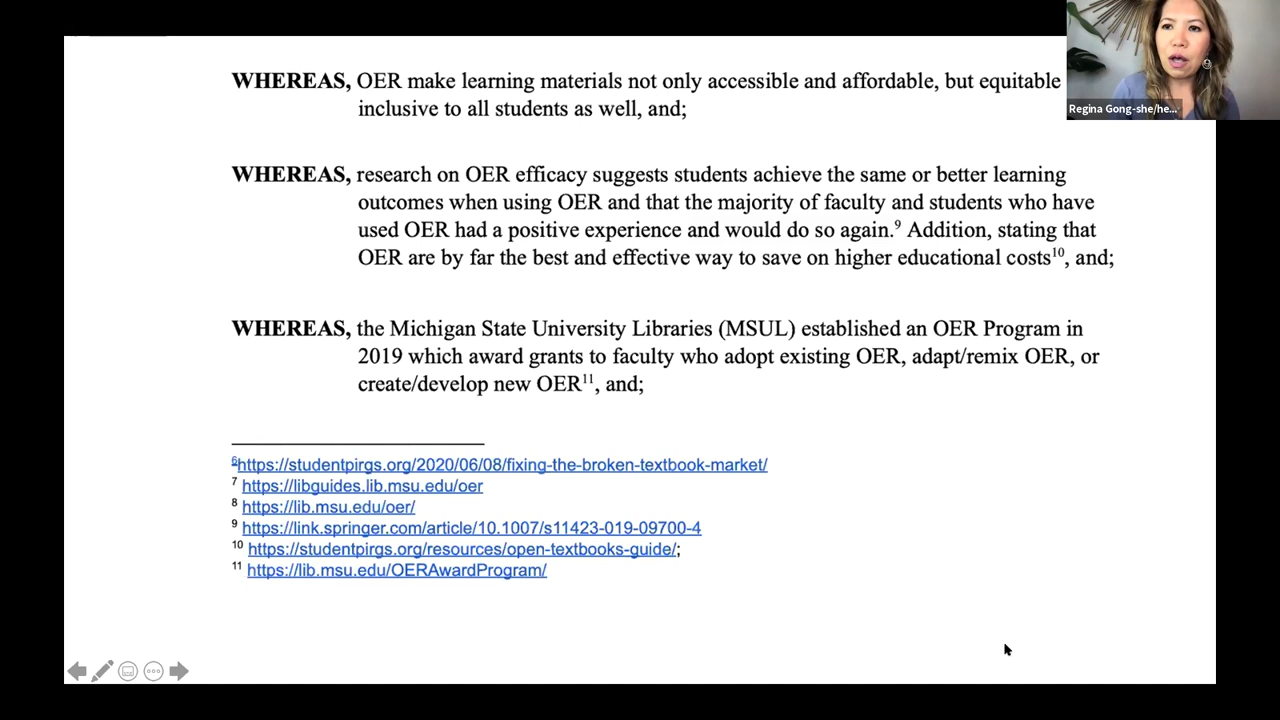 WHEREAS, OER make learning materials not only accessible and affordable, but equitable
inclusive to all students as well, and;
Regina Gong-she/he...
WHEREAS, research on OER efficacy suggests students achieve the same or better learning
outcomes when using OER and that the majority of faculty and students who have
used OER had a positive experience and would do so again.⁹ Addition, stating that
OER are by far the best and effective way to save on higher educational costs¹⁰, and;
WHEREAS, the Michigan State University Libraries (MSUL) established an OER Program in
2019 which award grants to faculty who adopt existing OER, adapt/remix OER, or
create/develop new OER¹¹, and;
⁶https://studentpirgs.org/2020/06/08/fixing-the-broken-textbook-market/
⁷ https://libguides.lib.msu.edu/oer
⁸ https://lib.msu.edu/oer/
⁹ https://link.springer.com/article/10.1007/s11423-019-09700-4
¹⁰ https://studentpirgs.org/resources/open-textbooks-guide/;
¹¹ https://lib.msu.edu/OERAwardProgram/